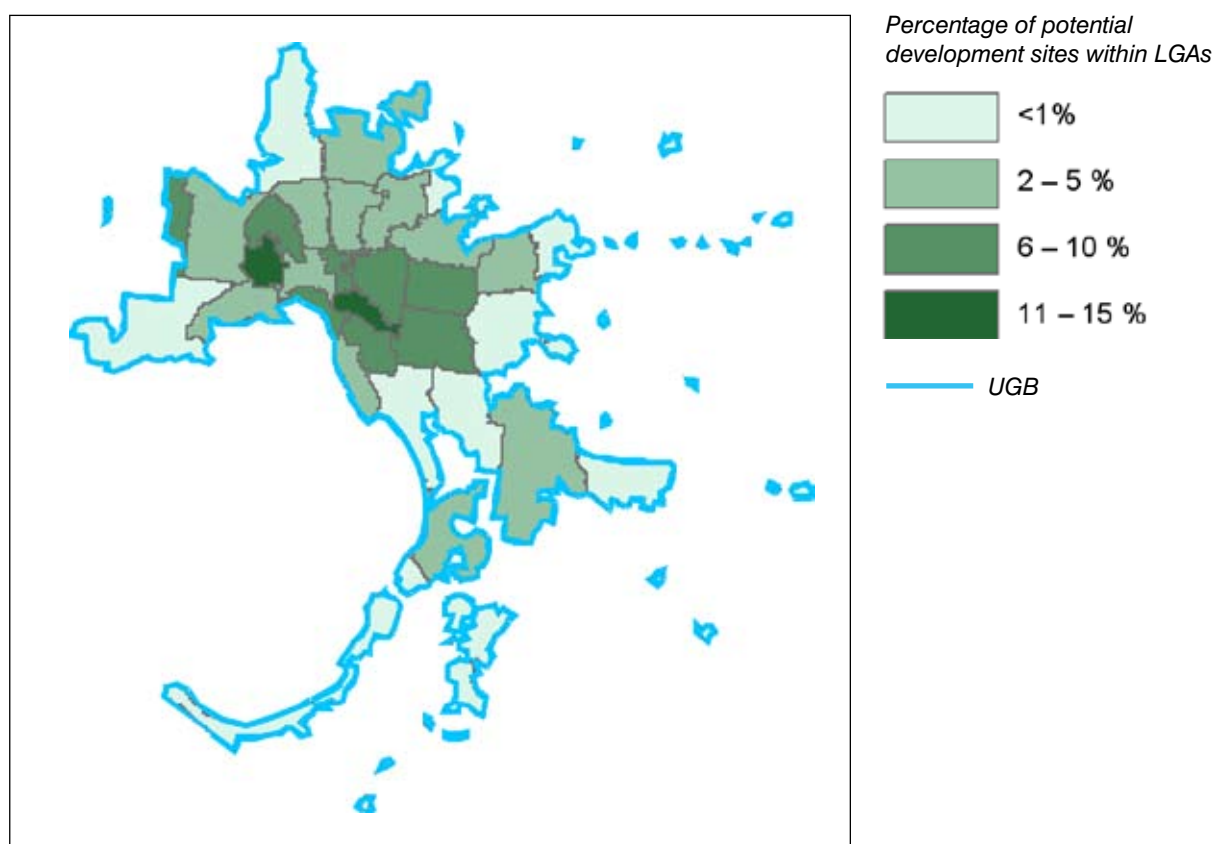 Percentage of potential
development sites within LGAs
<1%
2 – 5 %
6 – 10 %
11 – 15 %
UGB